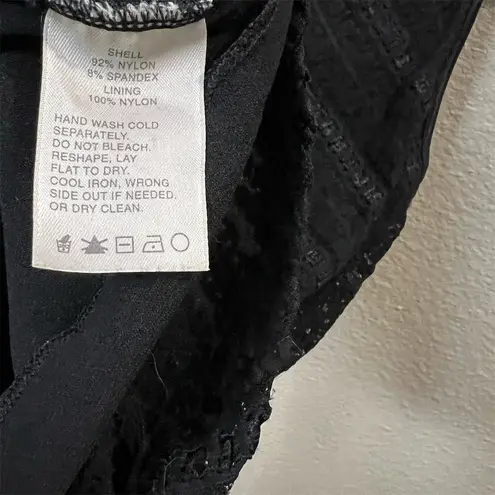 SHELL
92% NYLON
8% SPANDEX
LINING
100% NYLON
HAND WASH COLD
SEPARATELY.
DO NOT BLEACH.
RESHAPE, LAY
FLAT TO DRY.
COOL IRON, WRONG
SIDE OUT IF NEEDED.
OR DRY CLEAN.